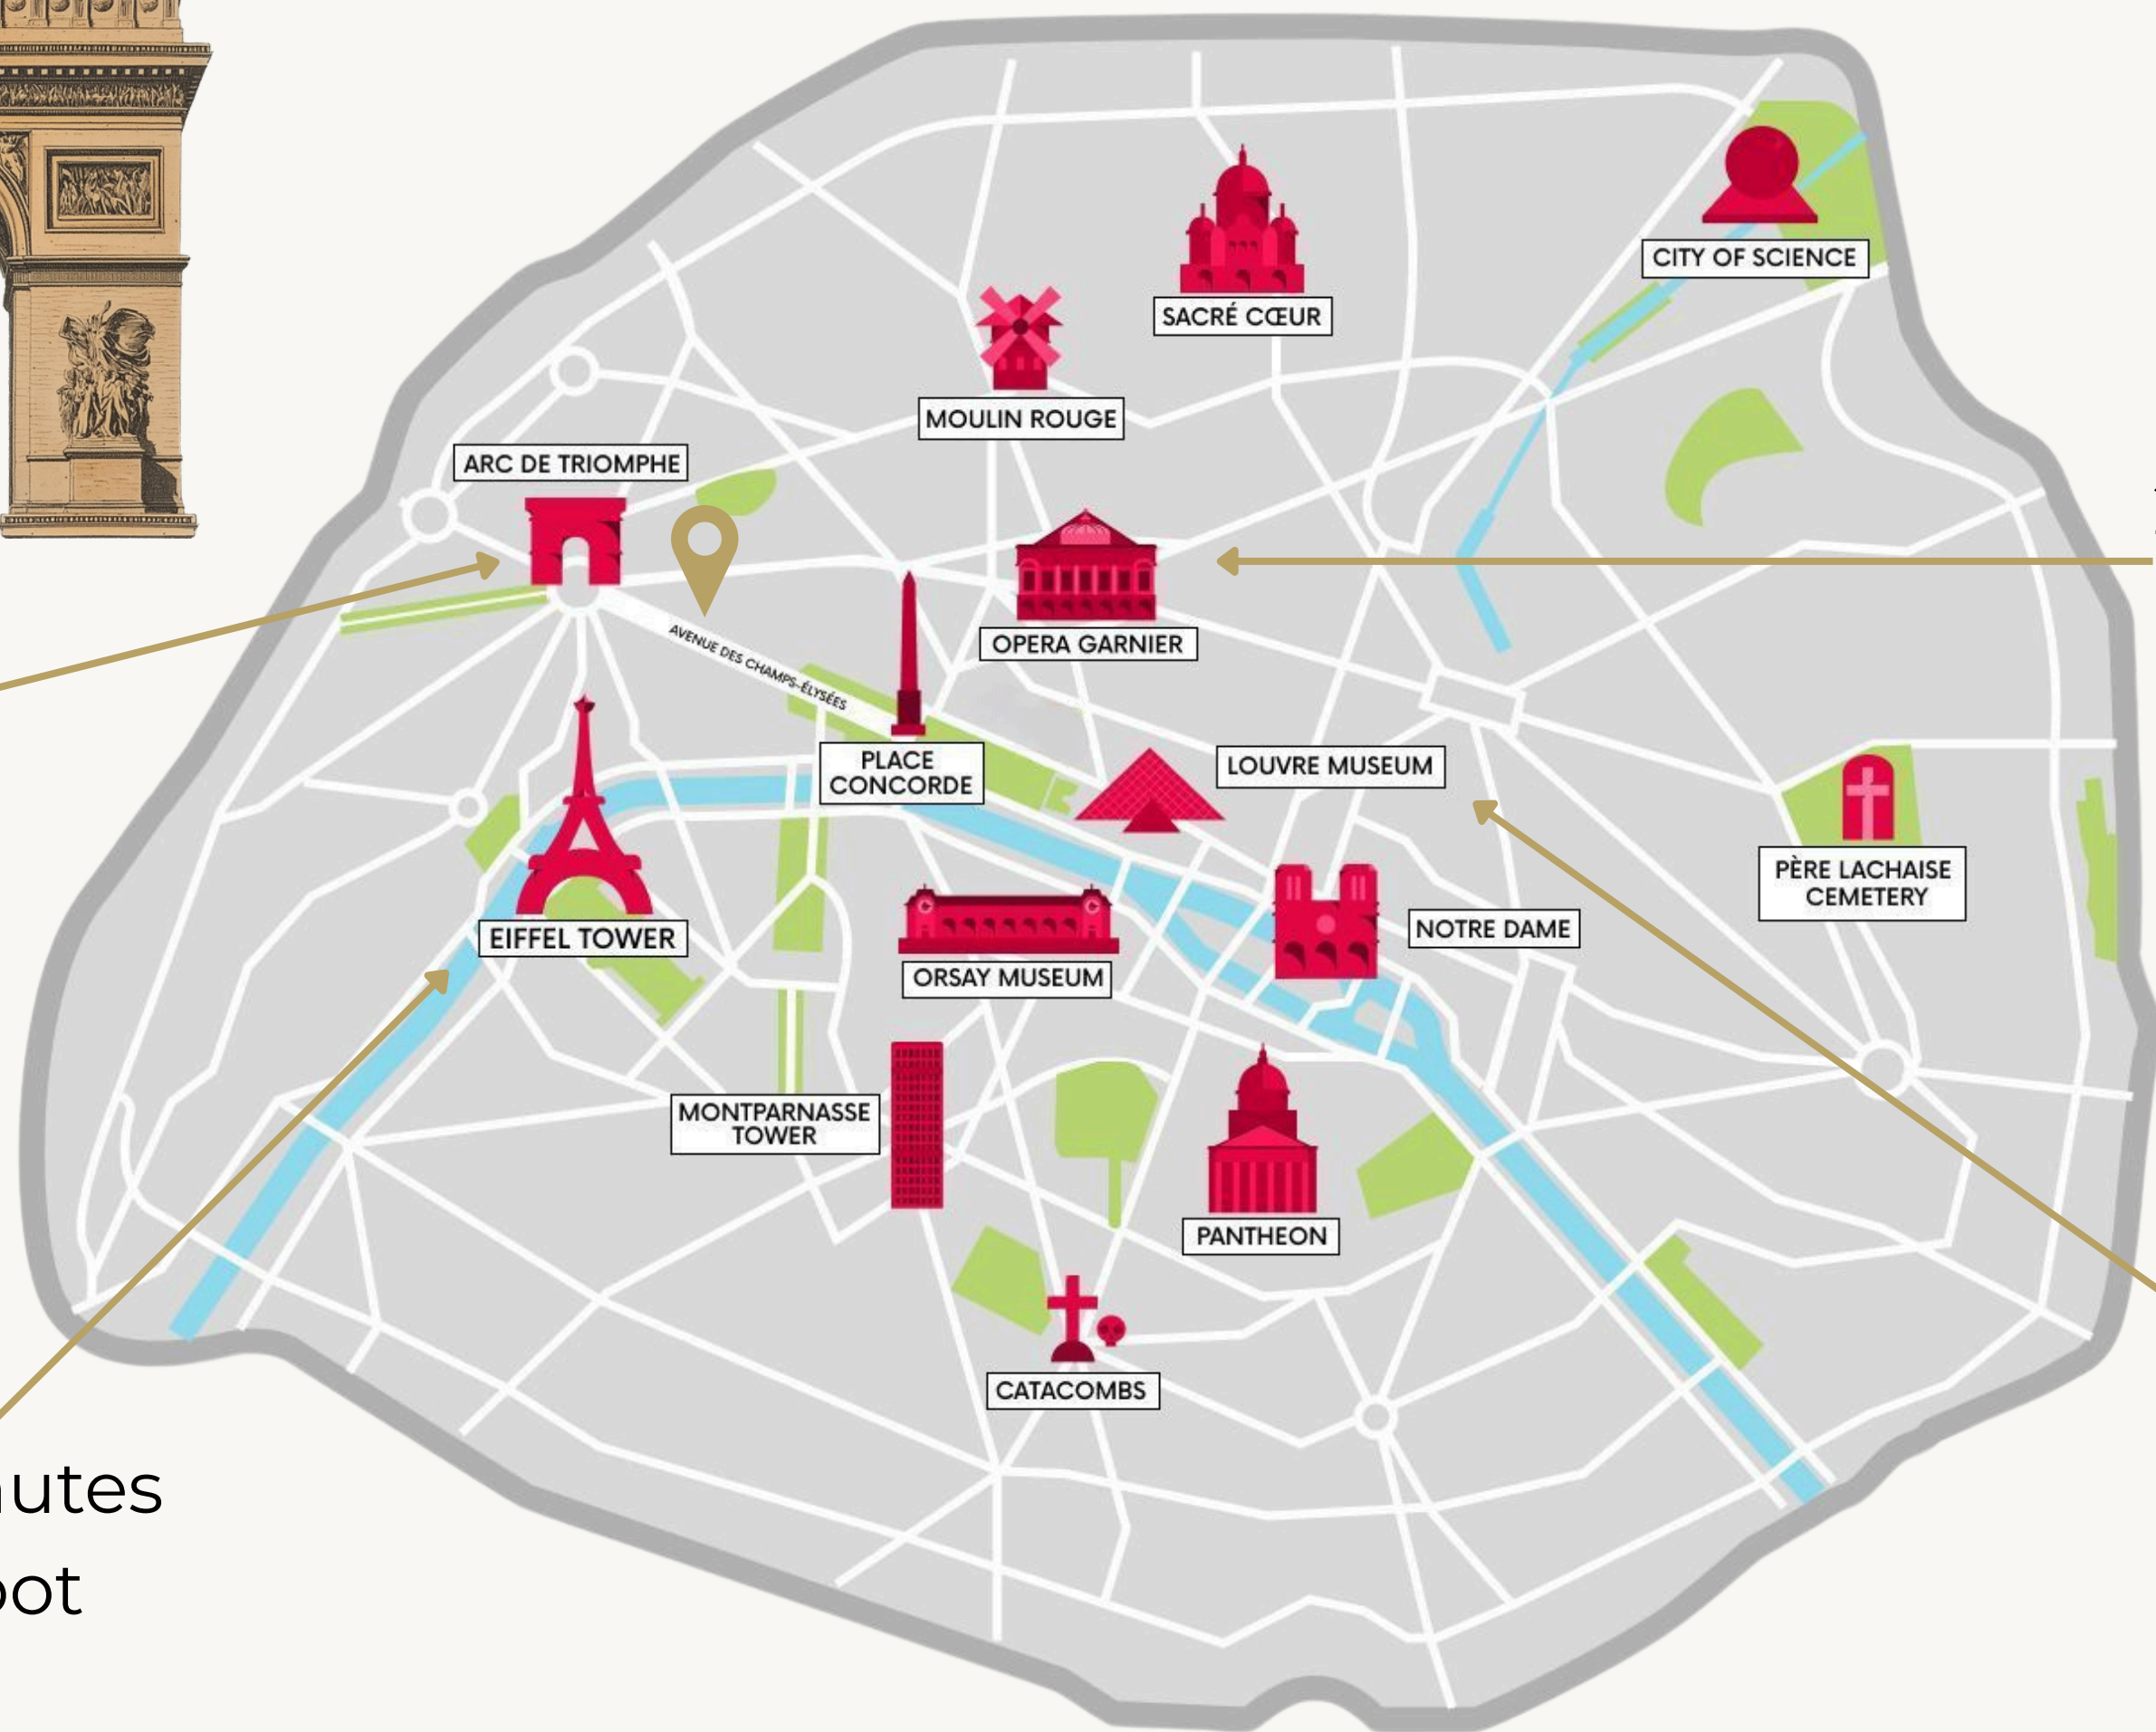 CITY OF SCIENCE
SACRÉ CŒUR
MOULIN ROUGE
ARC DE TRIOMPHE
OPERA GARNIER
AVENUE DES CHAMPS-ÉLYSÉES
PLACE
CONCORDE
LOUVRE MUSEUM
PÈRE LACHAISE
CEMETERY
NOTRE DAME
EIFFEL TOWER
ORSAY MUSEUM
MONTPARNASSE
TOWER
PANTHEON
CATACOMBS
utes
oot